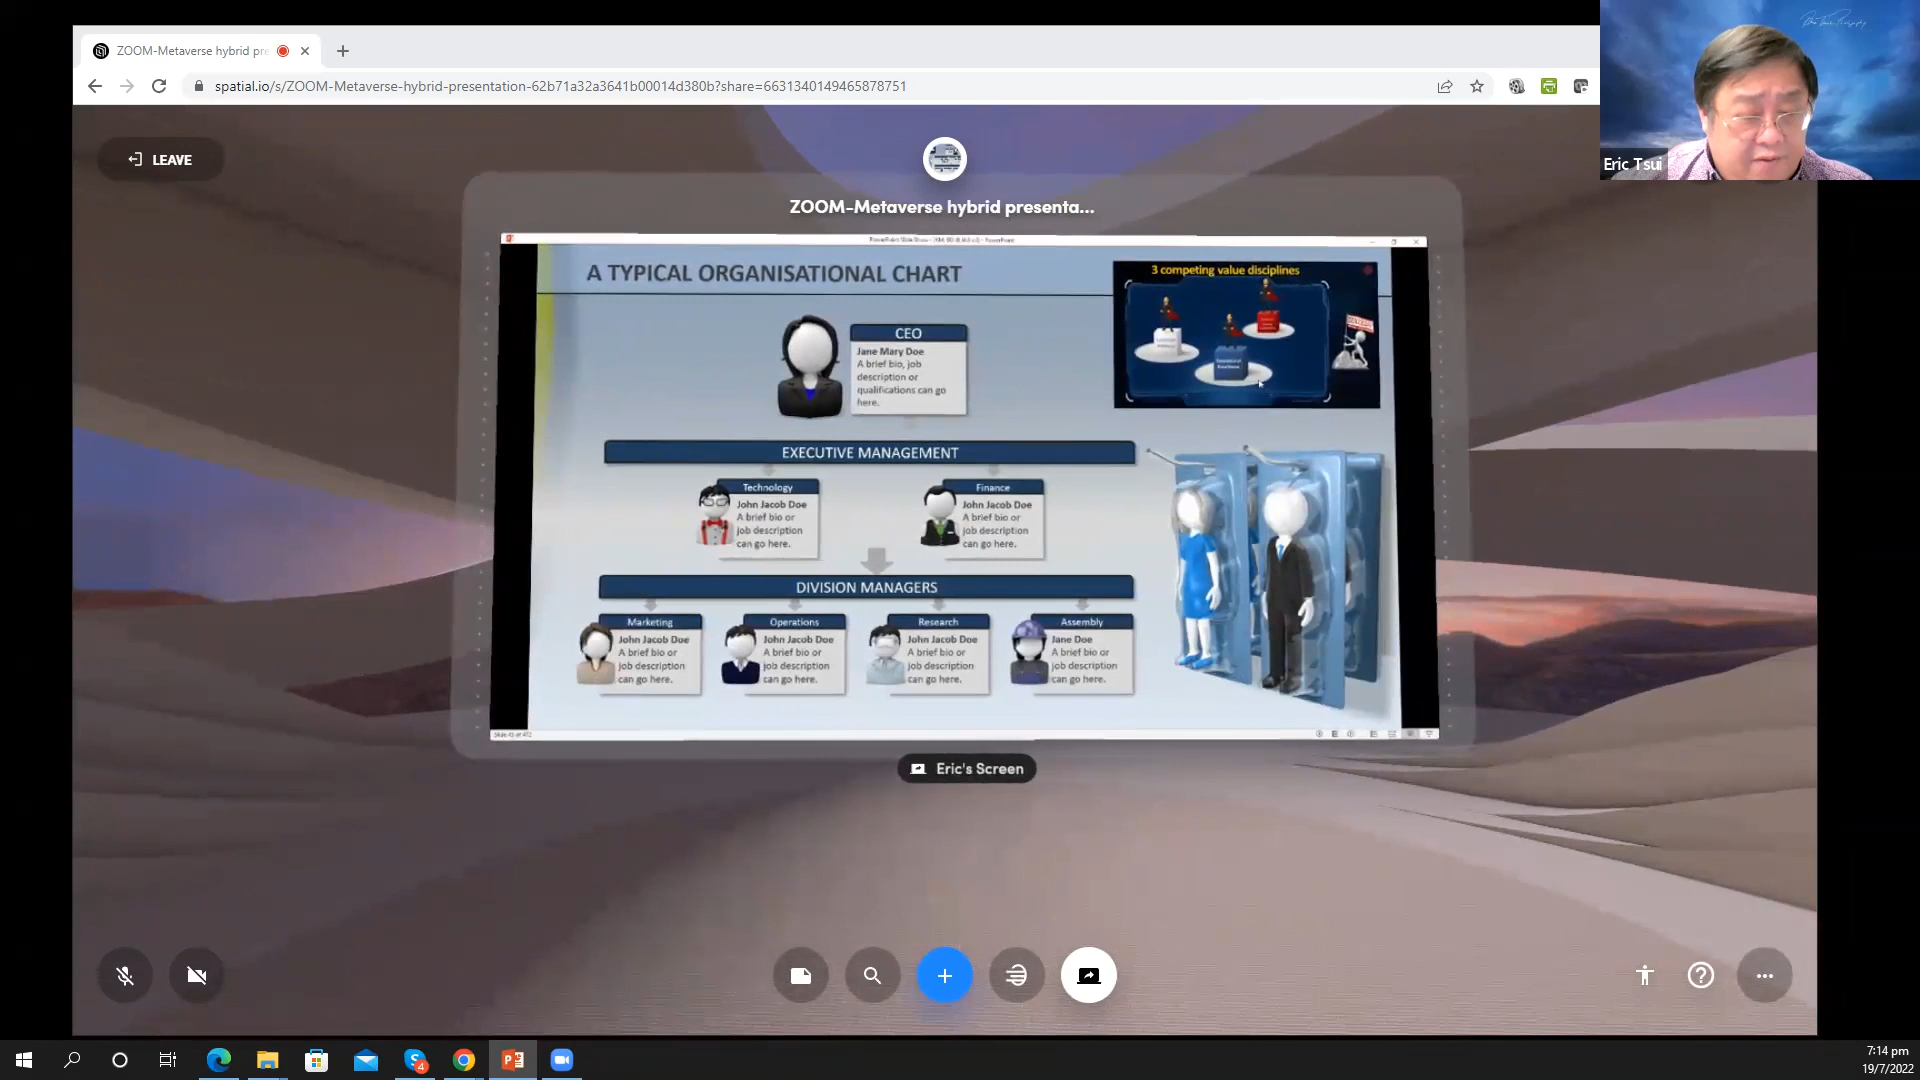 ZOOM-Metaverse hybrid pre
spatial.io/s/ZOOM-Metaverse-hybrid-presentation-62b71a32a3641b00014d380b?share=6631340149465878751
Eric Tsui
LEAVE
ZOOM-Metaverse hybrid presenta...
A TYPICAL ORGANISATIONAL CHART
3 competing value disciplines
CEO
Jane Mary Doe
A brief bio, job
description or
qualifications can go
here.
EXECUTIVE MANAGEMENT
Technology
John Jacob Doe
A brief bio or
job description
can go here.
Finance
John Jacob Doe
A brief bio or
job description
can go here.
DIVISION MANAGERS
Marketing
John Jacob Doe
A brief bio or
job description
can go here.
Operations
John Jacob Doe
A brief bio or
job description
can go here.
Research
John Jacob Doe
A brief bio or
job description
can go here.
Assembly
Jane Doe
A brief bio or
job description
can go here.
Eric's Screen
4
7:14 pm
19/7/2022